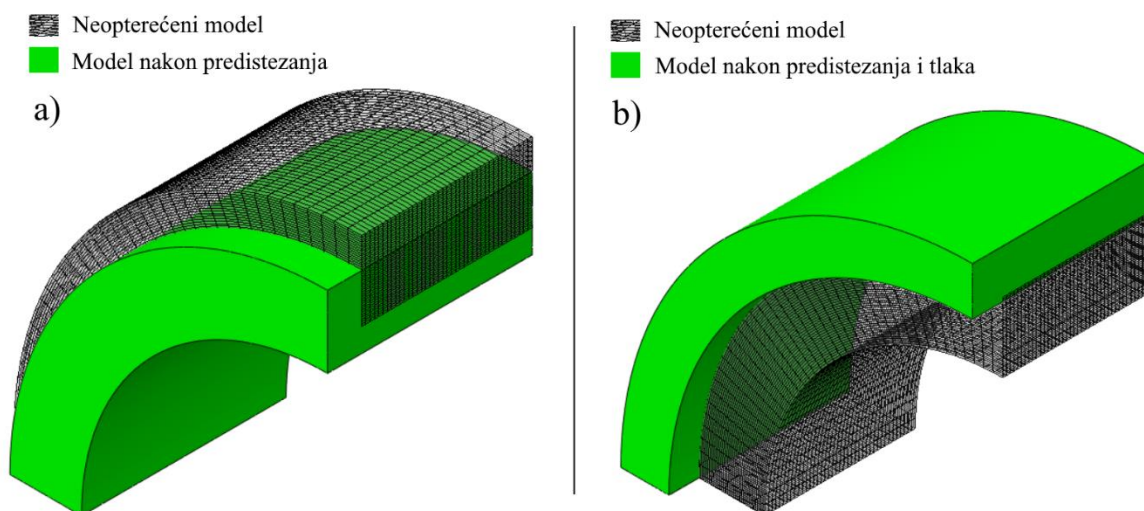 Neopterećeni model
Model nakon predistezanja
a)
Neopterećeni model
Model nakon predistezanja i tlaka
b)